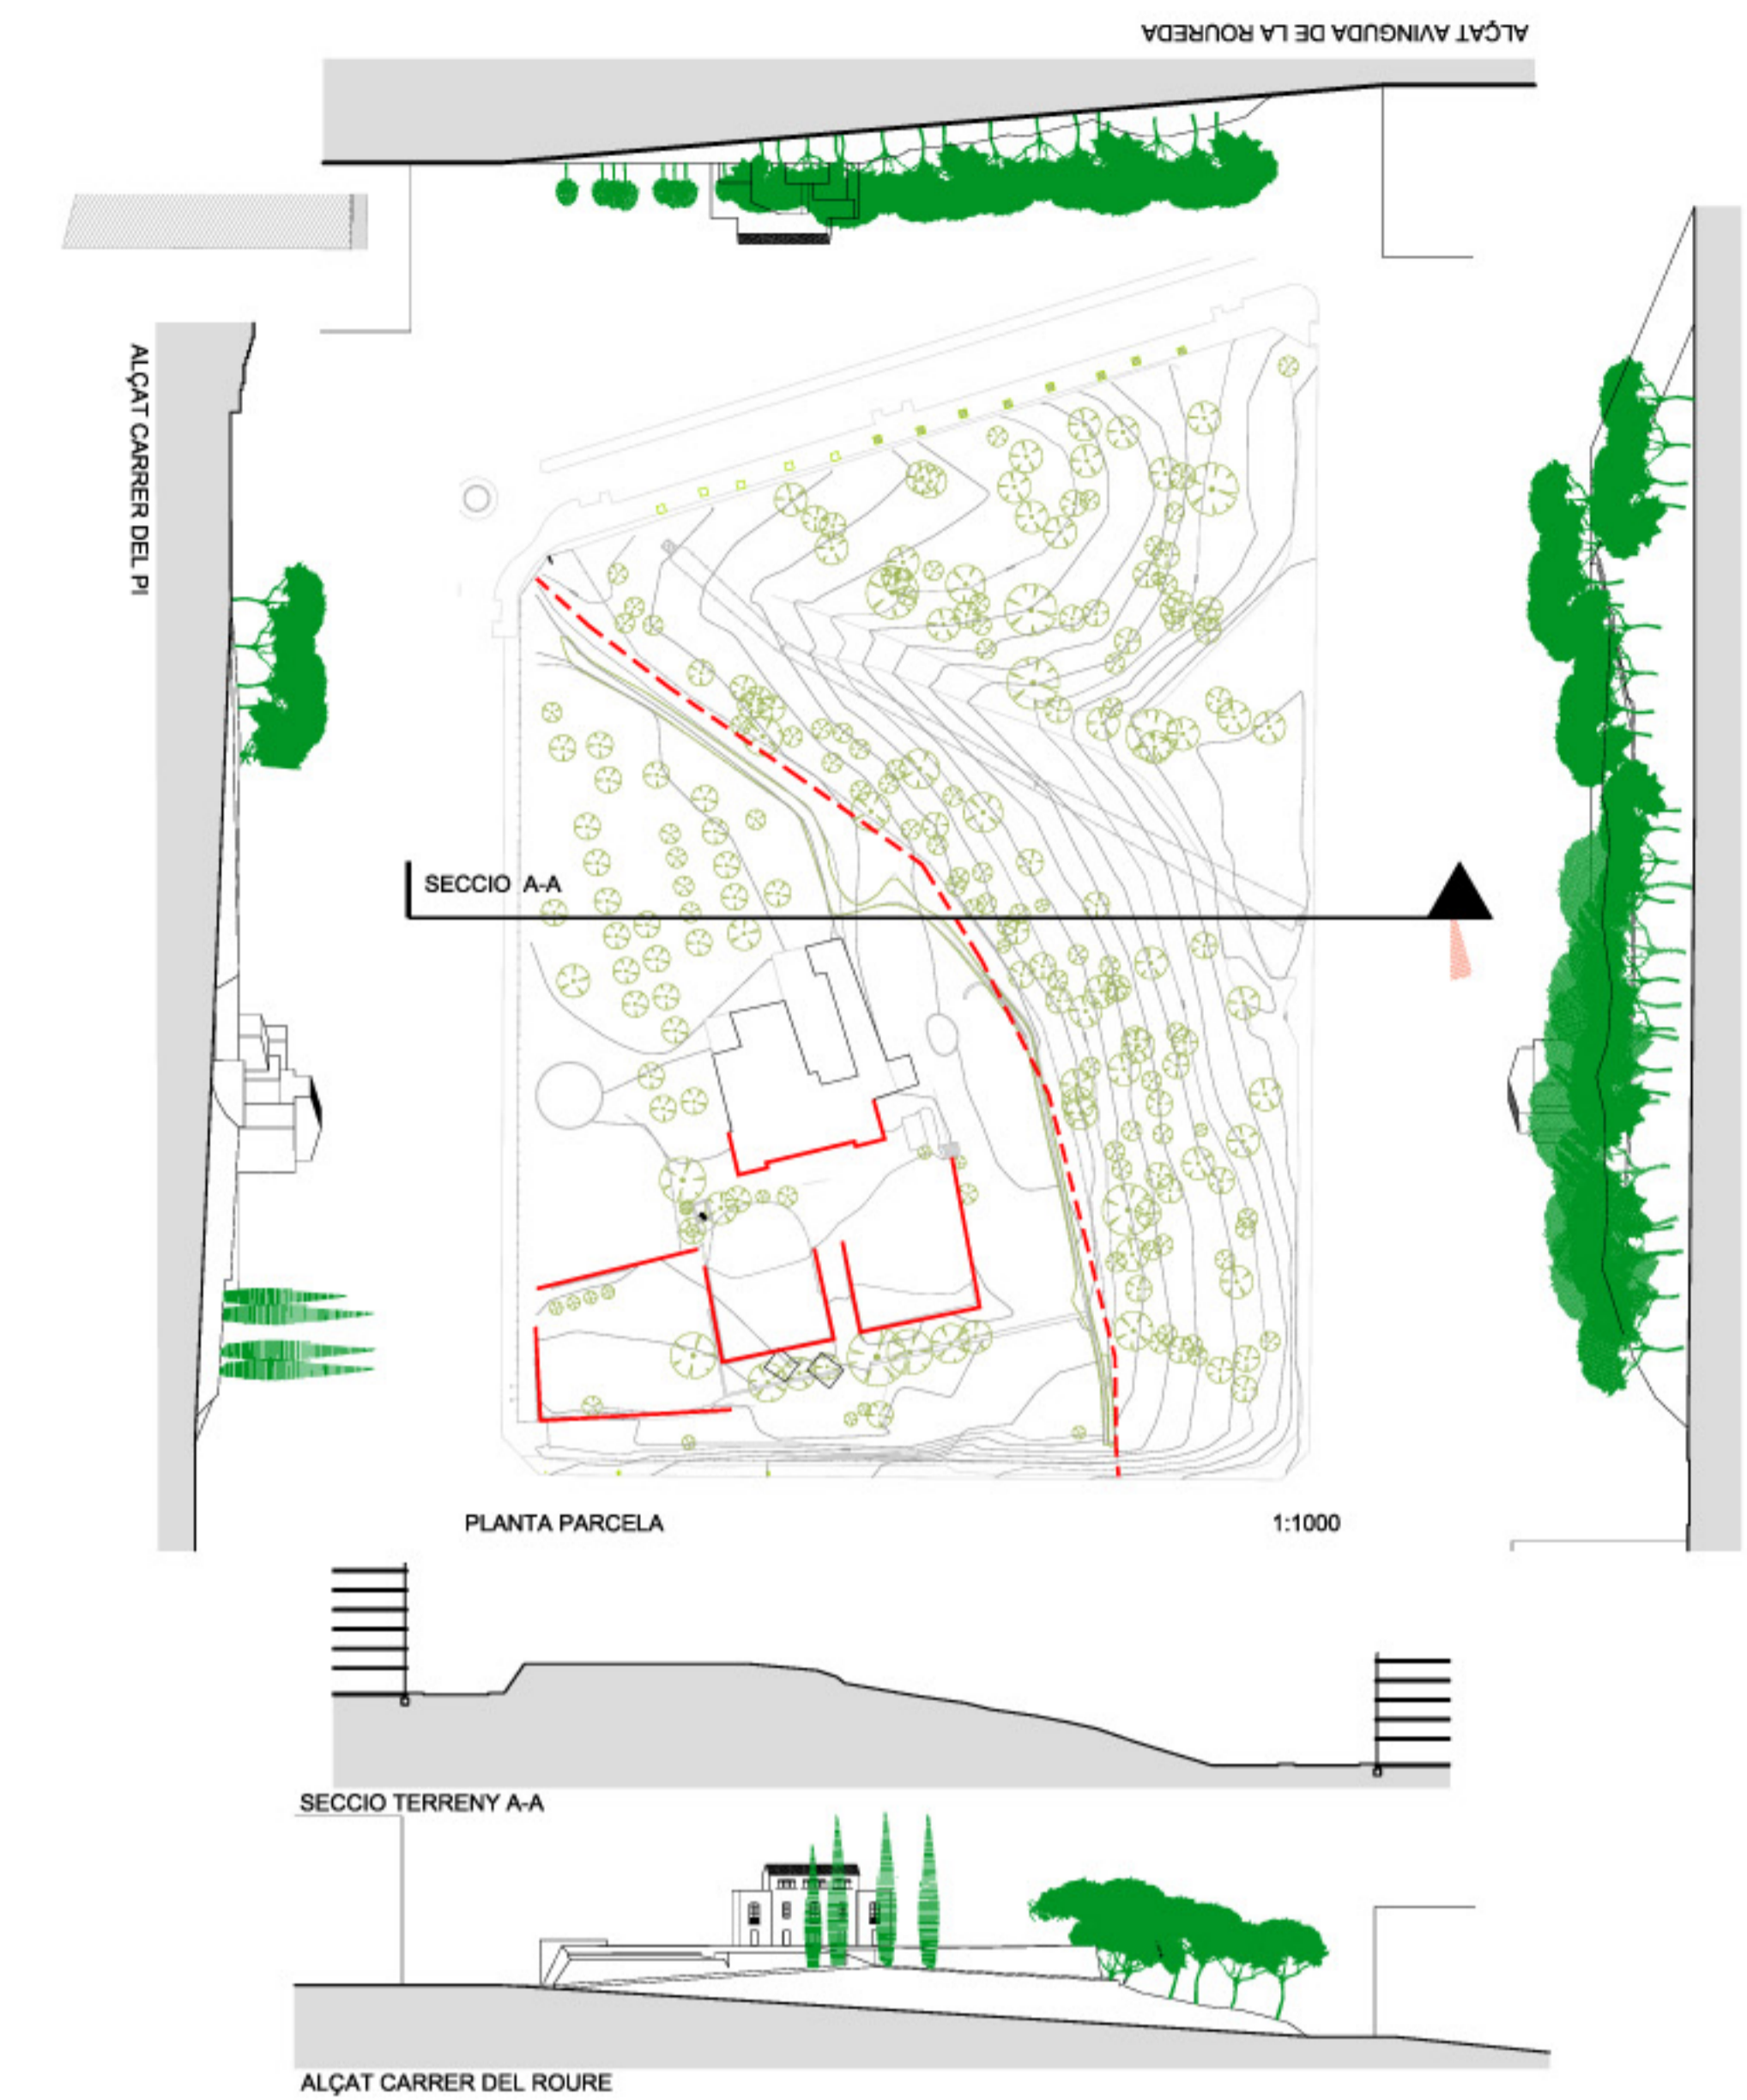 ALÇAT AVINGUDA DE LA ROUREDA
ALÇAT CARRER DEL PI
SECCIO A-A
PLANTA PARCELA
1:1000
SECCIO TERRENY A-A
ALÇAT CARRER DEL ROURE